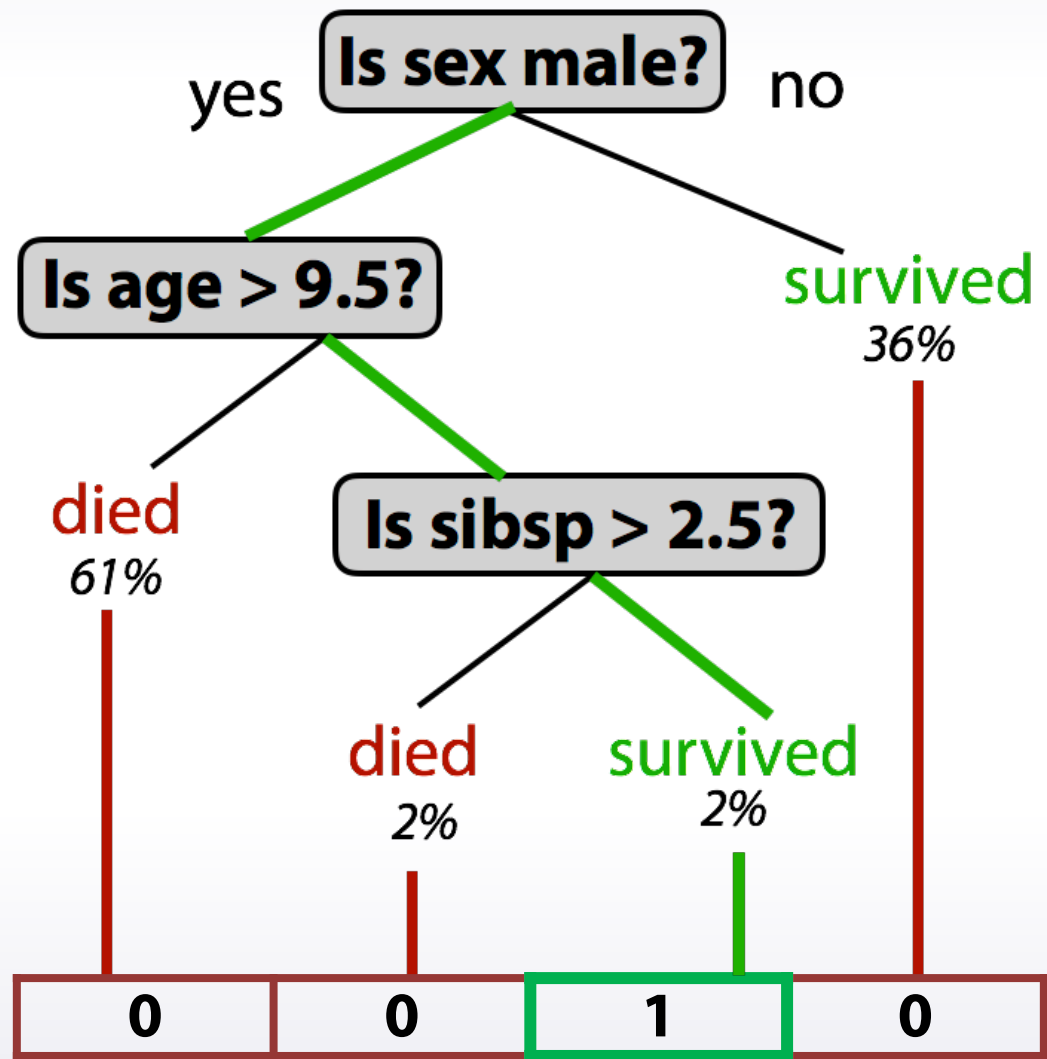 Is sex male?
yes
no
Is age > 9.5?
survived
36%
died
61%
Is sibsp > 2.5?
died
2%
survived
2%
0 0 1 0